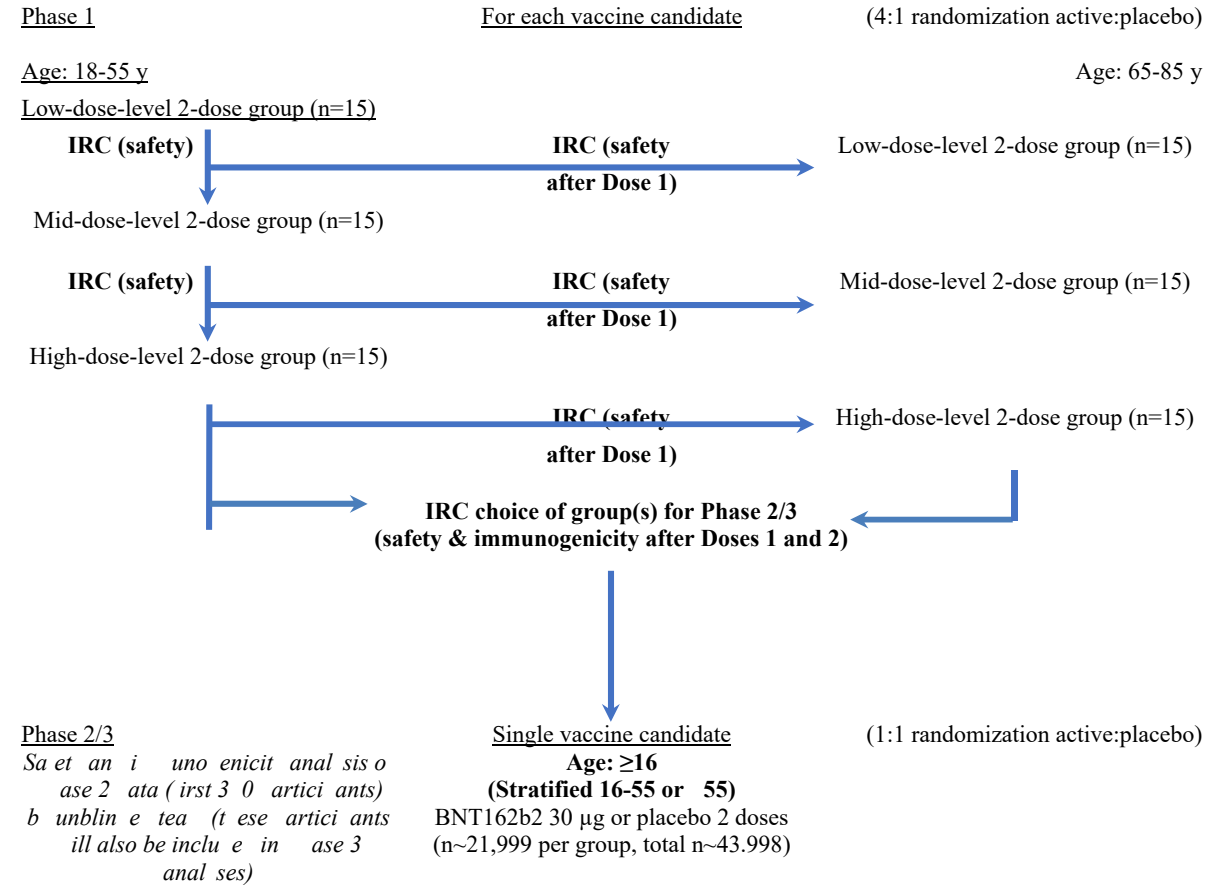 Phase 1 For each vaccine candidate (4:1 randomization active:placebo)
Age: 18-55 y Age: 65-85 y
Low-dose-level 2-dose group (n=15)
IRC (safety) IRC (safety Low-dose-level 2-dose group (n=15)
after Dose 1)
Mid-dose-level 2-dose group (n=15)
IRC (safety) IRC (safety Mid-dose-level 2-dose group (n=15)
after Dose 1)
High-dose-level 2-dose group (n=15)
IRC (safety High-dose-level 2-dose group (n=15)
after Dose 1)
IRC choice of group(s) for Phase 2/3
(safety & immunogenicity after Doses 1 and 2)
Phase 2/3 Single vaccine candidate (1:1 randomization active:placebo)
Age: ≥16
(Stratified 16-55 or 55)
BNT162b2 30 µg or placebo 2 doses
(n~21,999 per group, total n~43.998)
also be in